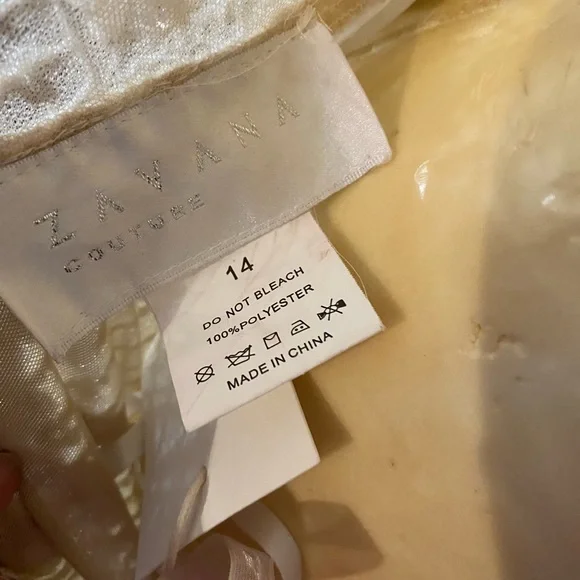 ZAVANA
COUTURE
14
DO NOT BLEACH
100%POLYESTER
MADE IN CHINA